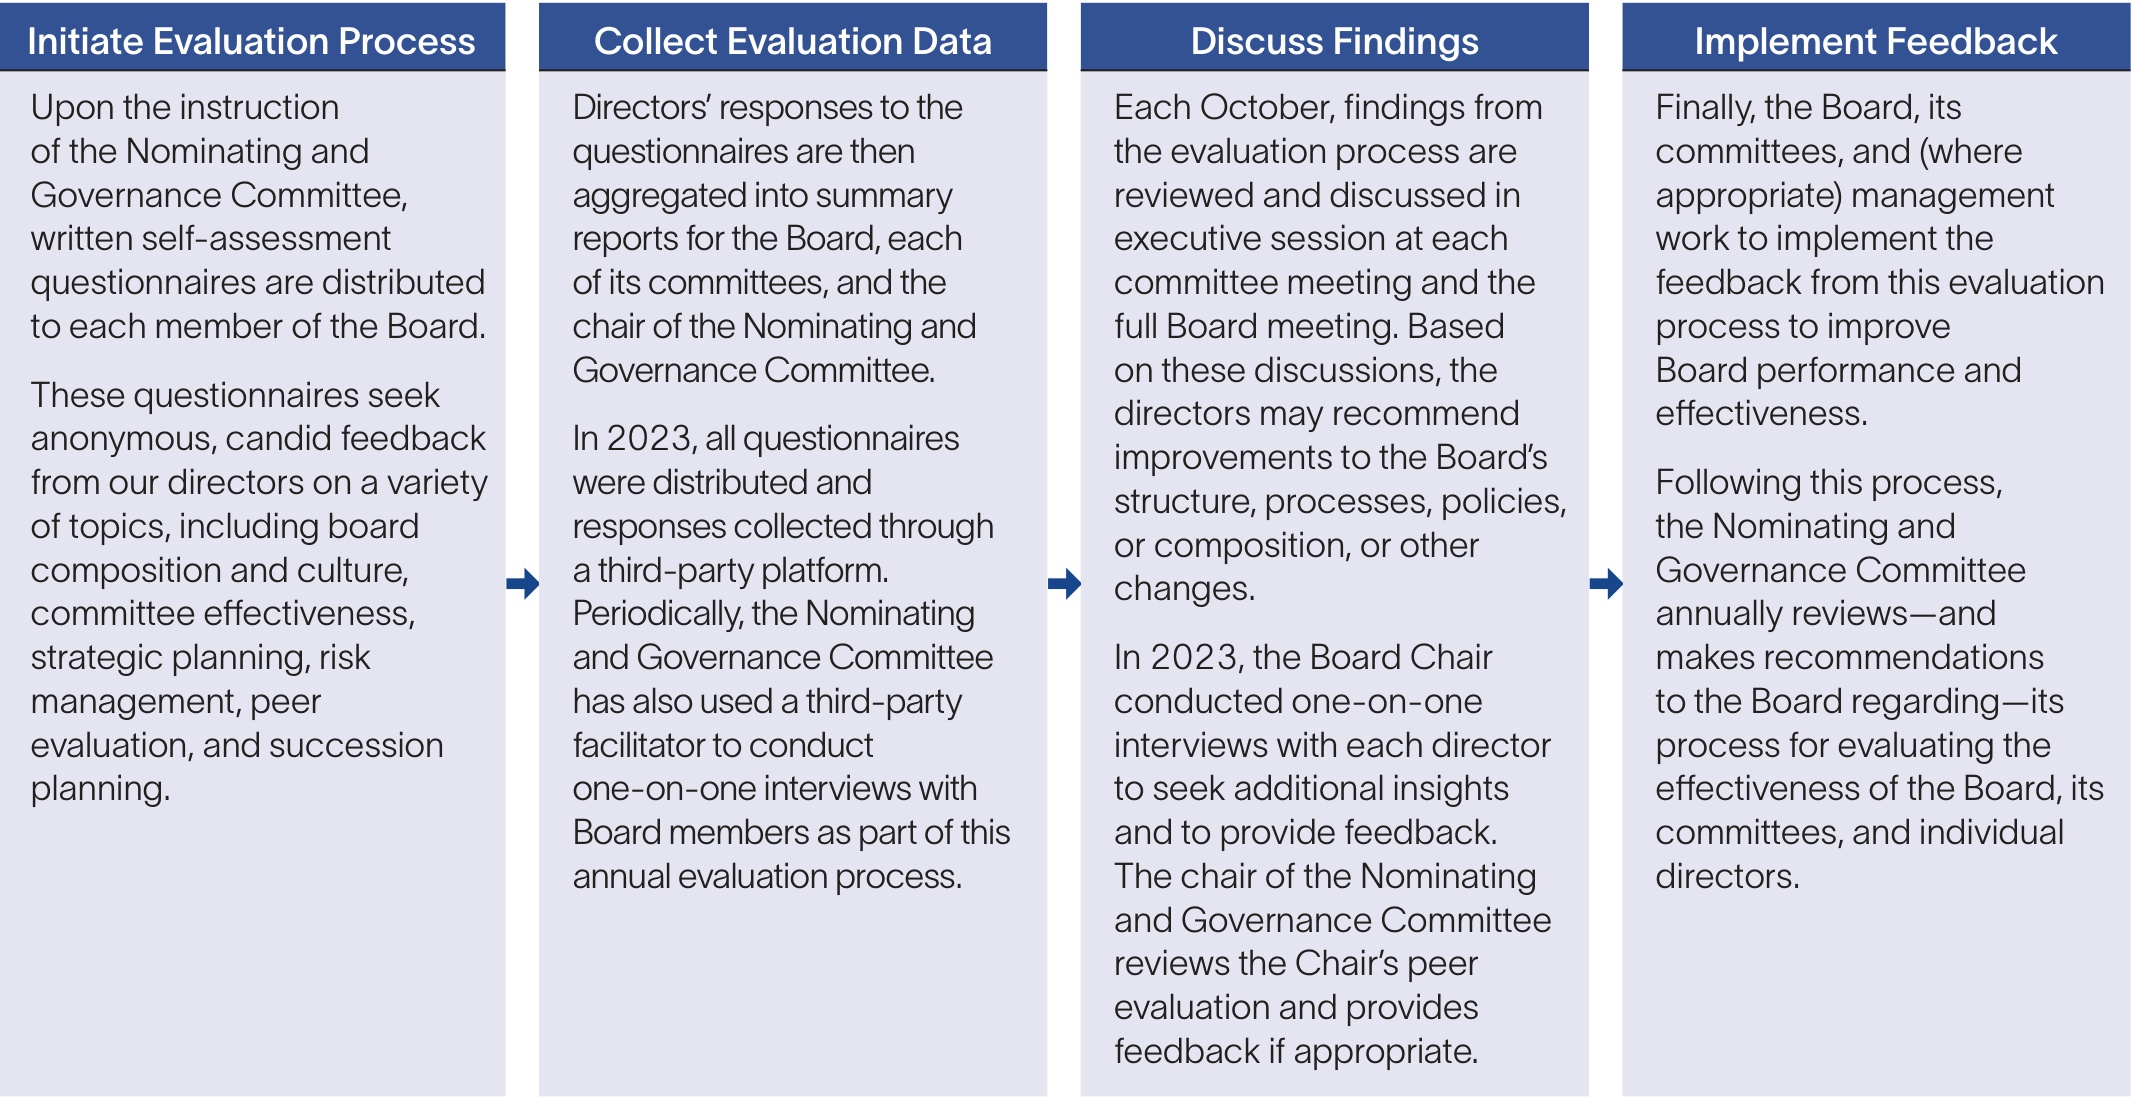 Initiate Evaluation Process
Upon the instruction
of the Nominating and
Governance Committee,
written self-assessment
questionnaires are distributed
to each member of the Board.
These questionnaires seek
anonymous, candid feedback
from our directors on a variety
of topics, including board
composition and culture,
committee effectiveness,
strategic planning, risk
management, peer
evaluation, and succession
planning.
Collect Evaluation Data
Directors’ responses to the
questionnaires are then
aggregated into summary
reports for the Board, each
of its committees, and the
chair of the Nominating and
Governance Committee.
In 2023, all questionnaires
were distributed and
responses collected through
a third-party platform.
Periodically, the Nominating
and Governance Committee
has also used a third-party
facilitator to conduct
one-on-one interviews with
Board members as part of this
annual evaluation process.
Discuss Findings
Each October, findings from
the evaluation process are
reviewed and discussed in
executive session at each
committee meeting and the
full Board meeting. Based
on these discussions, the
directors may recommend
improvements to the Board’s
structure, processes, policies,
or composition, or other
changes.
In 2023, the Board Chair
conducted one-on-one
interviews with each director
to seek additional insights
and to provide feedback.
The chair of the Nominating
and Governance Committee
reviews the Chair’s peer
evaluation and provides
feedback if appropriate.
Implement Feedback
Finally, the Board, its
committees, and (where
appropriate) management
work to implement the
feedback from this evaluation
process to improve
Board performance and
effectiveness.
Following this process,
the Nominating and
Governance Committee
annually reviews—and
makes recommendations
to the Board regarding—its
process for evaluating the
effectiveness of the Board, its
committees, and individual
directors.